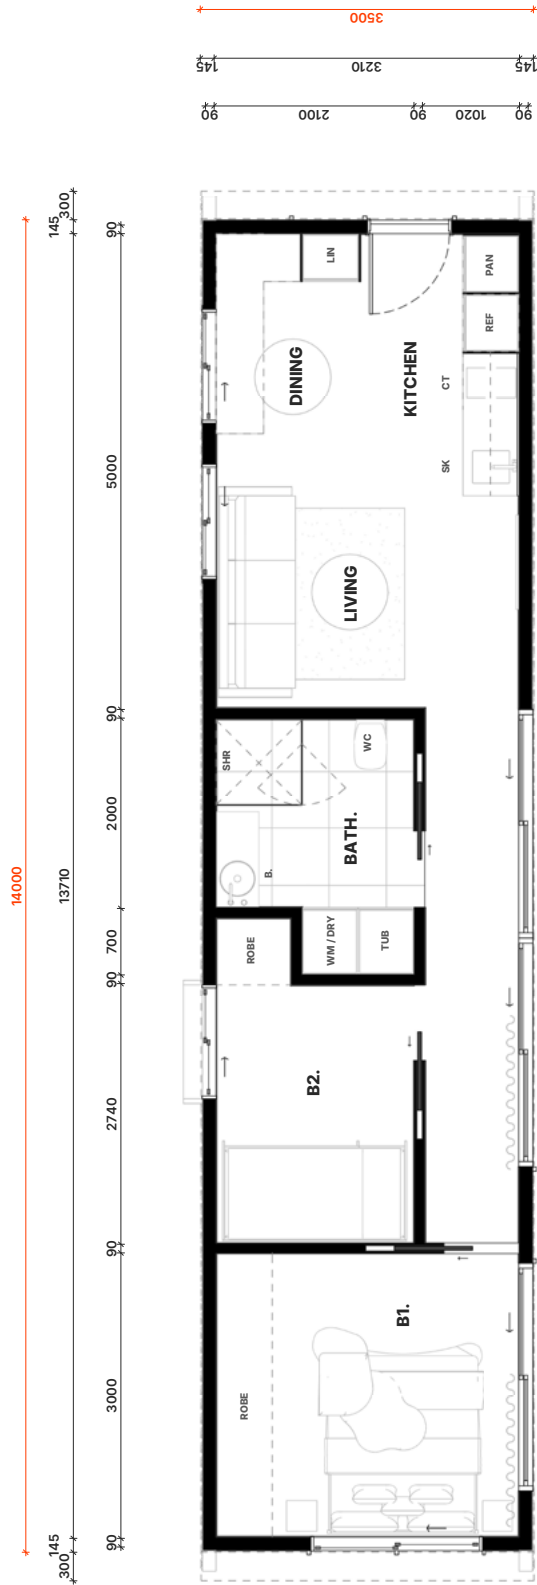 3500
145
3210
145
90
2100
90
1020
90
300
145
90
LIN
PAN
REF
DINING
KITCHEN
CT
SK
5000
LIVING
90
SHR
WC
2000
BATH.
B.
14000
13710
700
ROBE
WM / DRY
TUB
90
B2.
2740
90
B1.
3000
ROBE
145
90
300